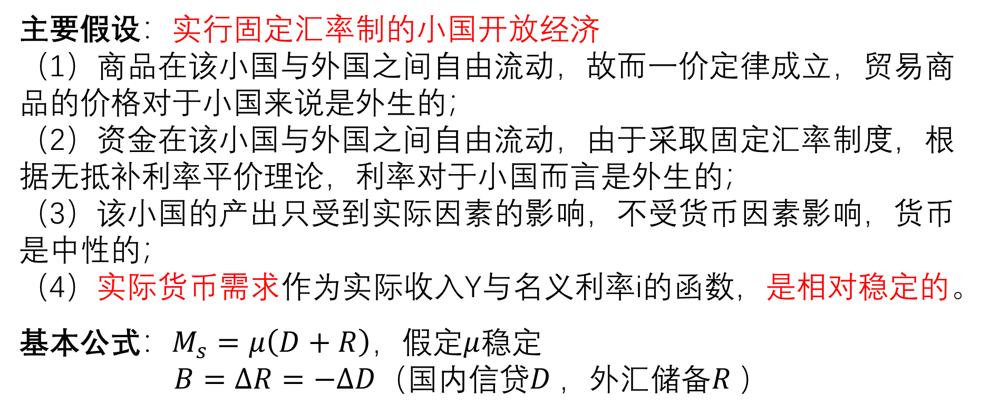 主要假设：实行固定汇率制的小国开放经济
（1）商品在该小国与外国之间自由流动，故而一价定律成立，贸易商
品的价格对于小国来说是外生的；
（2）资金在该小国与外国之间自由流动，由于采取固定汇率制度，根
据无抵补利率平价理论，利率对于小国而言是外生的；
（3）该小国的产出只受到实际因素的影响，不受货币因素影响，货币
是中性的；
（4）实际货币需求作为实际收入Y与名义利率i的函数，是相对稳定的。
基本公式：Mₛ = μ(D + R)，假定μ稳定
B = ΔR = −ΔD（国内信贷D，外汇储备R）